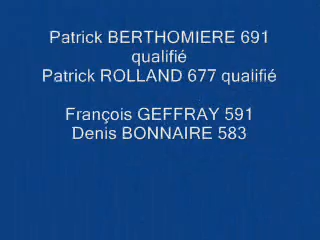 Patrick BERTHOMIERE 691
qualifié
Patrick ROLLAND 677 qualifié
François GEFFRAY 591
Denis BONNAIRE 583